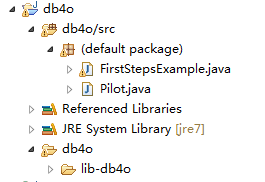 db4o
db4o/src
(default package)
FirstStepsExample.java
Pilot.java
Referenced Libraries
JRE System Library [jre7]
db4o
lib-db4o